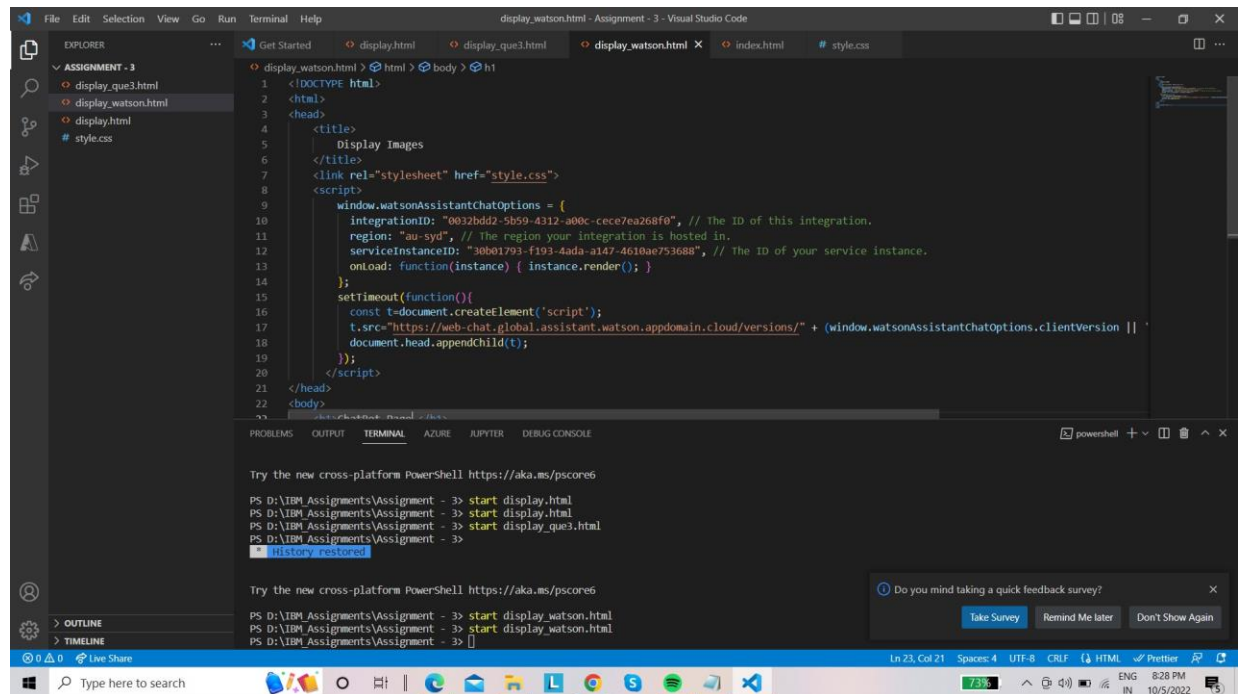 File Edit Selection View Go Run Terminal Help display_watson.html - Assignment - 3 - Visual Studio Code
EXPLORER
ASSIGNMENT - 3
display_que3.html
display_watson.html
display.html
# style.css
OUTLINE
TIMELINE
Get Started display.html display_que3.html display_watson.html index.html # style.css
display_watson.html > html > body > h1
1 <!DOCTYPE html>
2 <html>
3 <head>
4 <title>
5 Display Images
6 </title>
7 <link rel="stylesheet" href="style.css">
8 <script>
9 window.watsonAssistantChatOptions = {
10 integrationID: "0032bdd2-5b59-4312-a00c-cece7ea268f0", // The ID of this integration.
11 region: "au-syd", // The region your integration is hosted in.
12 serviceInstanceID: "30b01793-f193-4ada-a147-4610ae753688", // The ID of your service instance.
13 onLoad: function(instance) { instance.render(); }
14 };
15 setTimeout(function(){
16 const t=document.createElement('script');
17 t.src="https://web-chat.global.assistant.watson.appdomain.cloud/versions/" + (window.watsonAssistantChatOptions.clientVersion || '
18 document.head.appendChild(t);
19 });
20 </script>
21 </head>
22 <body>
23 <h1>ChatBot Page </h1>
PROBLEMS OUTPUT TERMINAL AZURE JUPYTER DEBUG CONSOLE powershell
Try the new cross-platform PowerShell https://aka.ms/pscore6
PS D:\IBM_Assignments\Assignment - 3> start display.html
PS D:\IBM_Assignments\Assignment - 3> start display.html
PS D:\IBM_Assignments\Assignment - 3> start display_que3.html
PS D:\IBM_Assignments\Assignment - 3>
* History restored
Try the new cross-platform PowerShell https://aka.ms/pscore6
PS D:\IBM_Assignments\Assignment - 3> start display_watson.html
PS D:\IBM_Assignments\Assignment - 3> start display_watson.html
PS D:\IBM_Assignments\Assignment - 3>
Do you mind taking a quick feedback survey?
Take Survey Remind Me later Don't Show Again
0 0 Live Share Ln 23, Col 21 Spaces: 4 UTF-8 CRLF HTML Prettier
Type here to search 73% ENG 8:28 PM
IN 10/5/2022 5